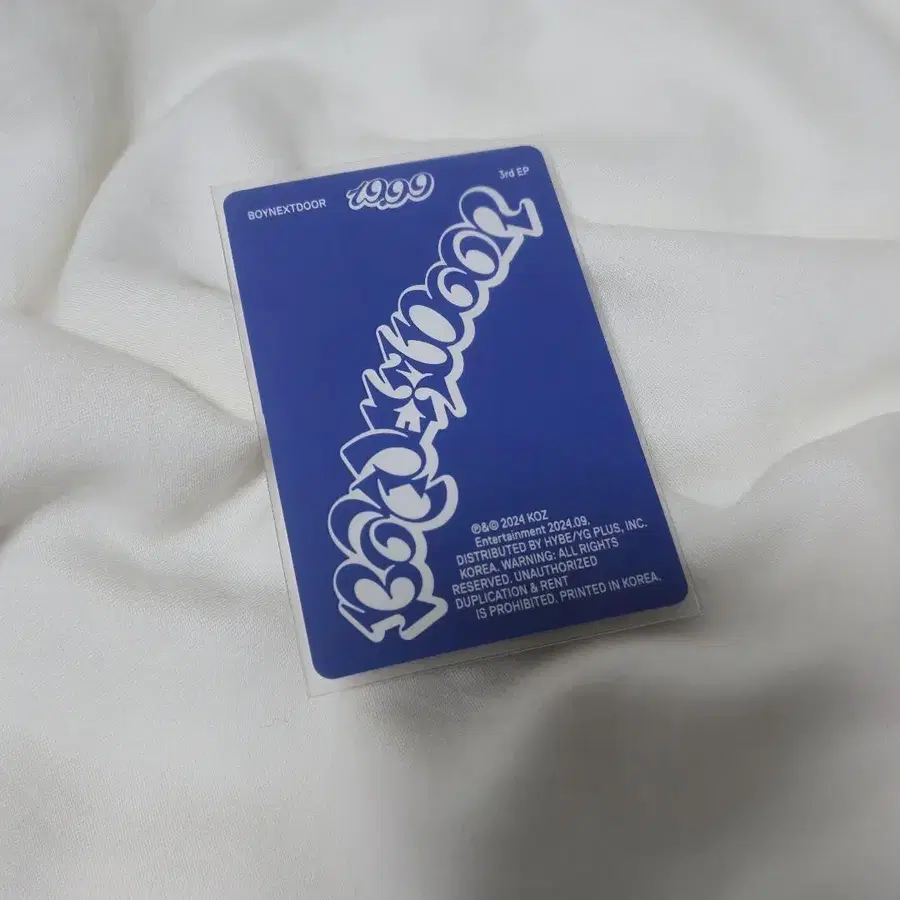 BOYNEXTDOOR
19.99
3rd EP
℗&© 2024 KOZ
Entertainment 2024.09.
DISTRIBUTED BY HYBE/YG PLUS, INC.
KOREA. WARNING: ALL RIGHTS
RESERVED. UNAUTHORIZED
DUPLICATION & RENT
IS PROHIBITED. PRINTED IN KOREA.